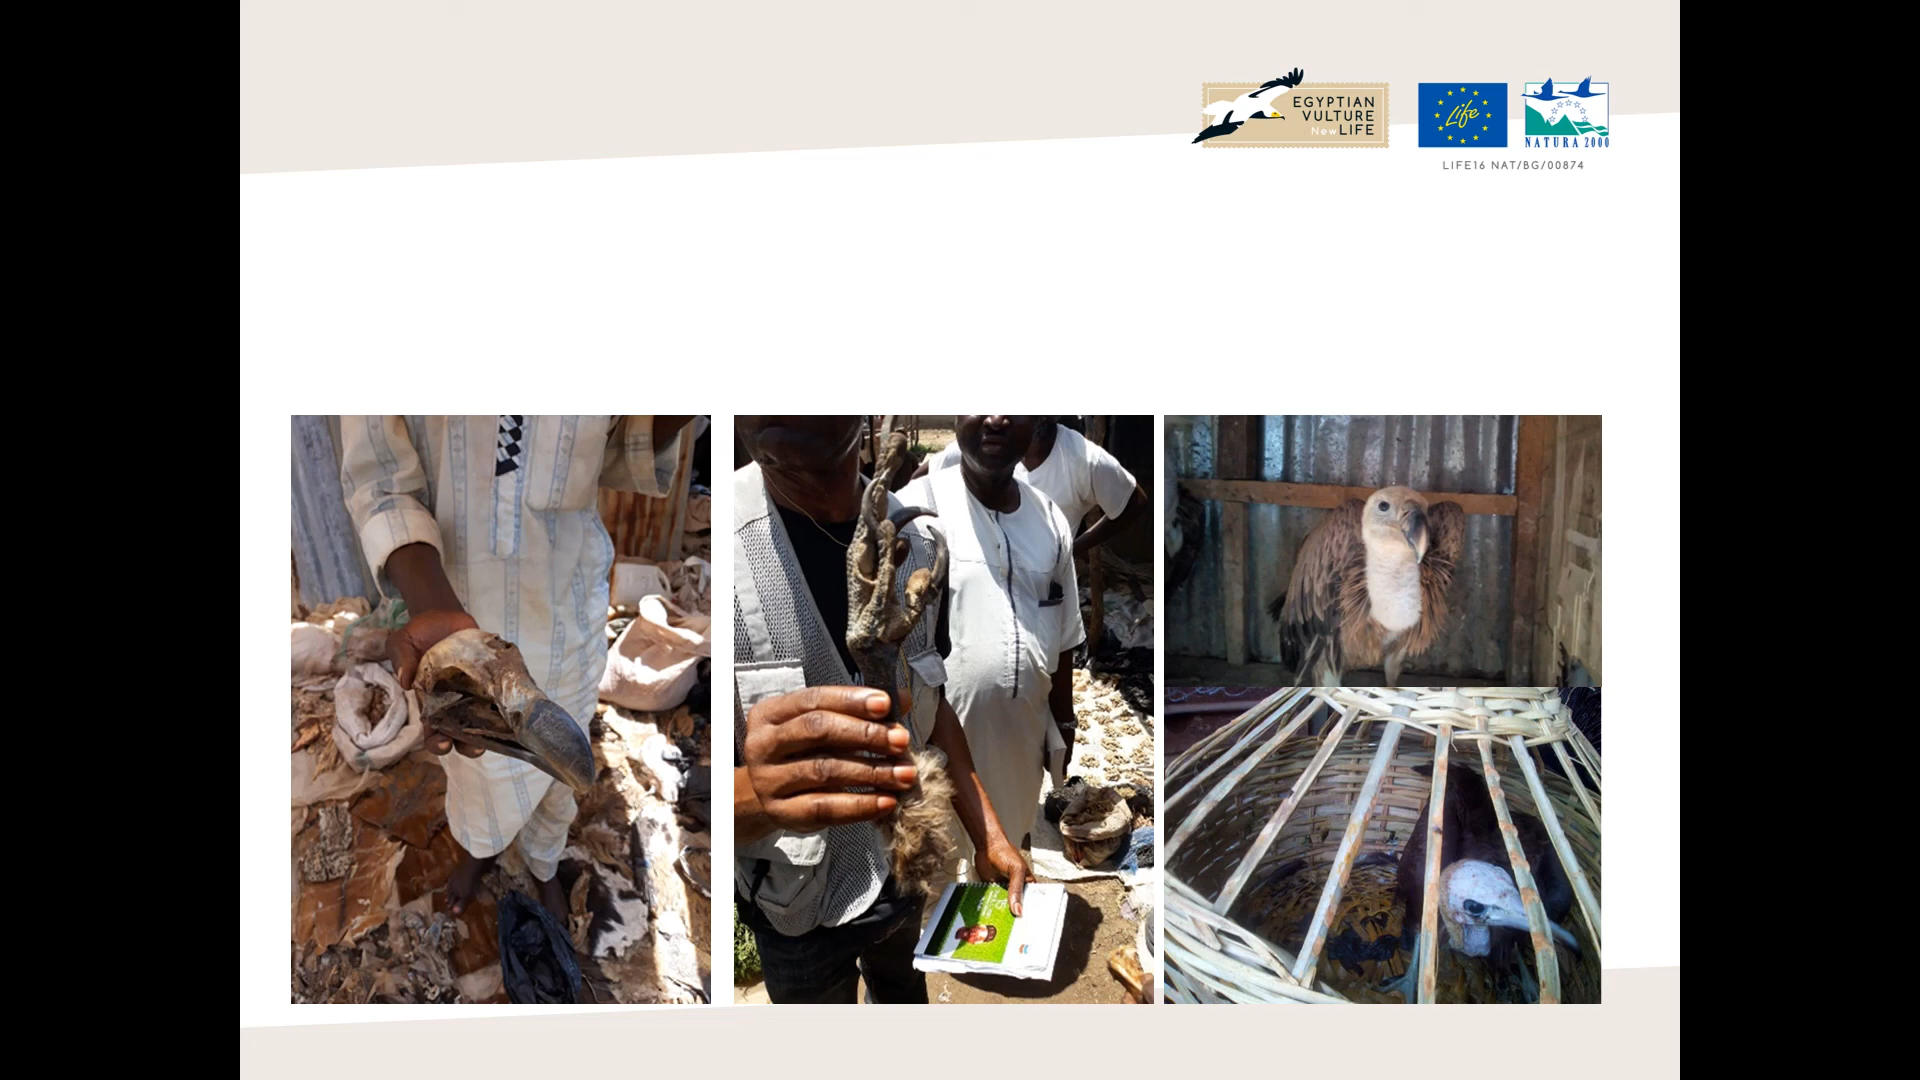 EGYPTIAN
VULTURE
New LIFE
Life
NATURA 2000
LIFE16 NAT/BG/00874